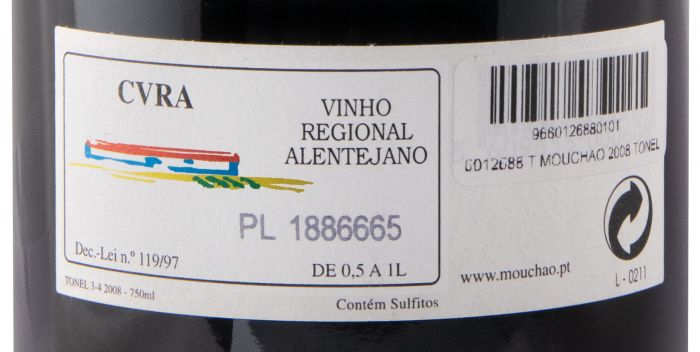 CVRA
VINHO
REGIONAL
ALENTEJANO
PL 1886665
Dec.-Lei n.º 119/97
DE 0,5 A 1L
TONEL 3-4 2008 - 750ml
Contém Sulfitos
9660126880101
6012688 T MOUCHAO 2008 TONEL
www.mouchao.pt
L - 0211